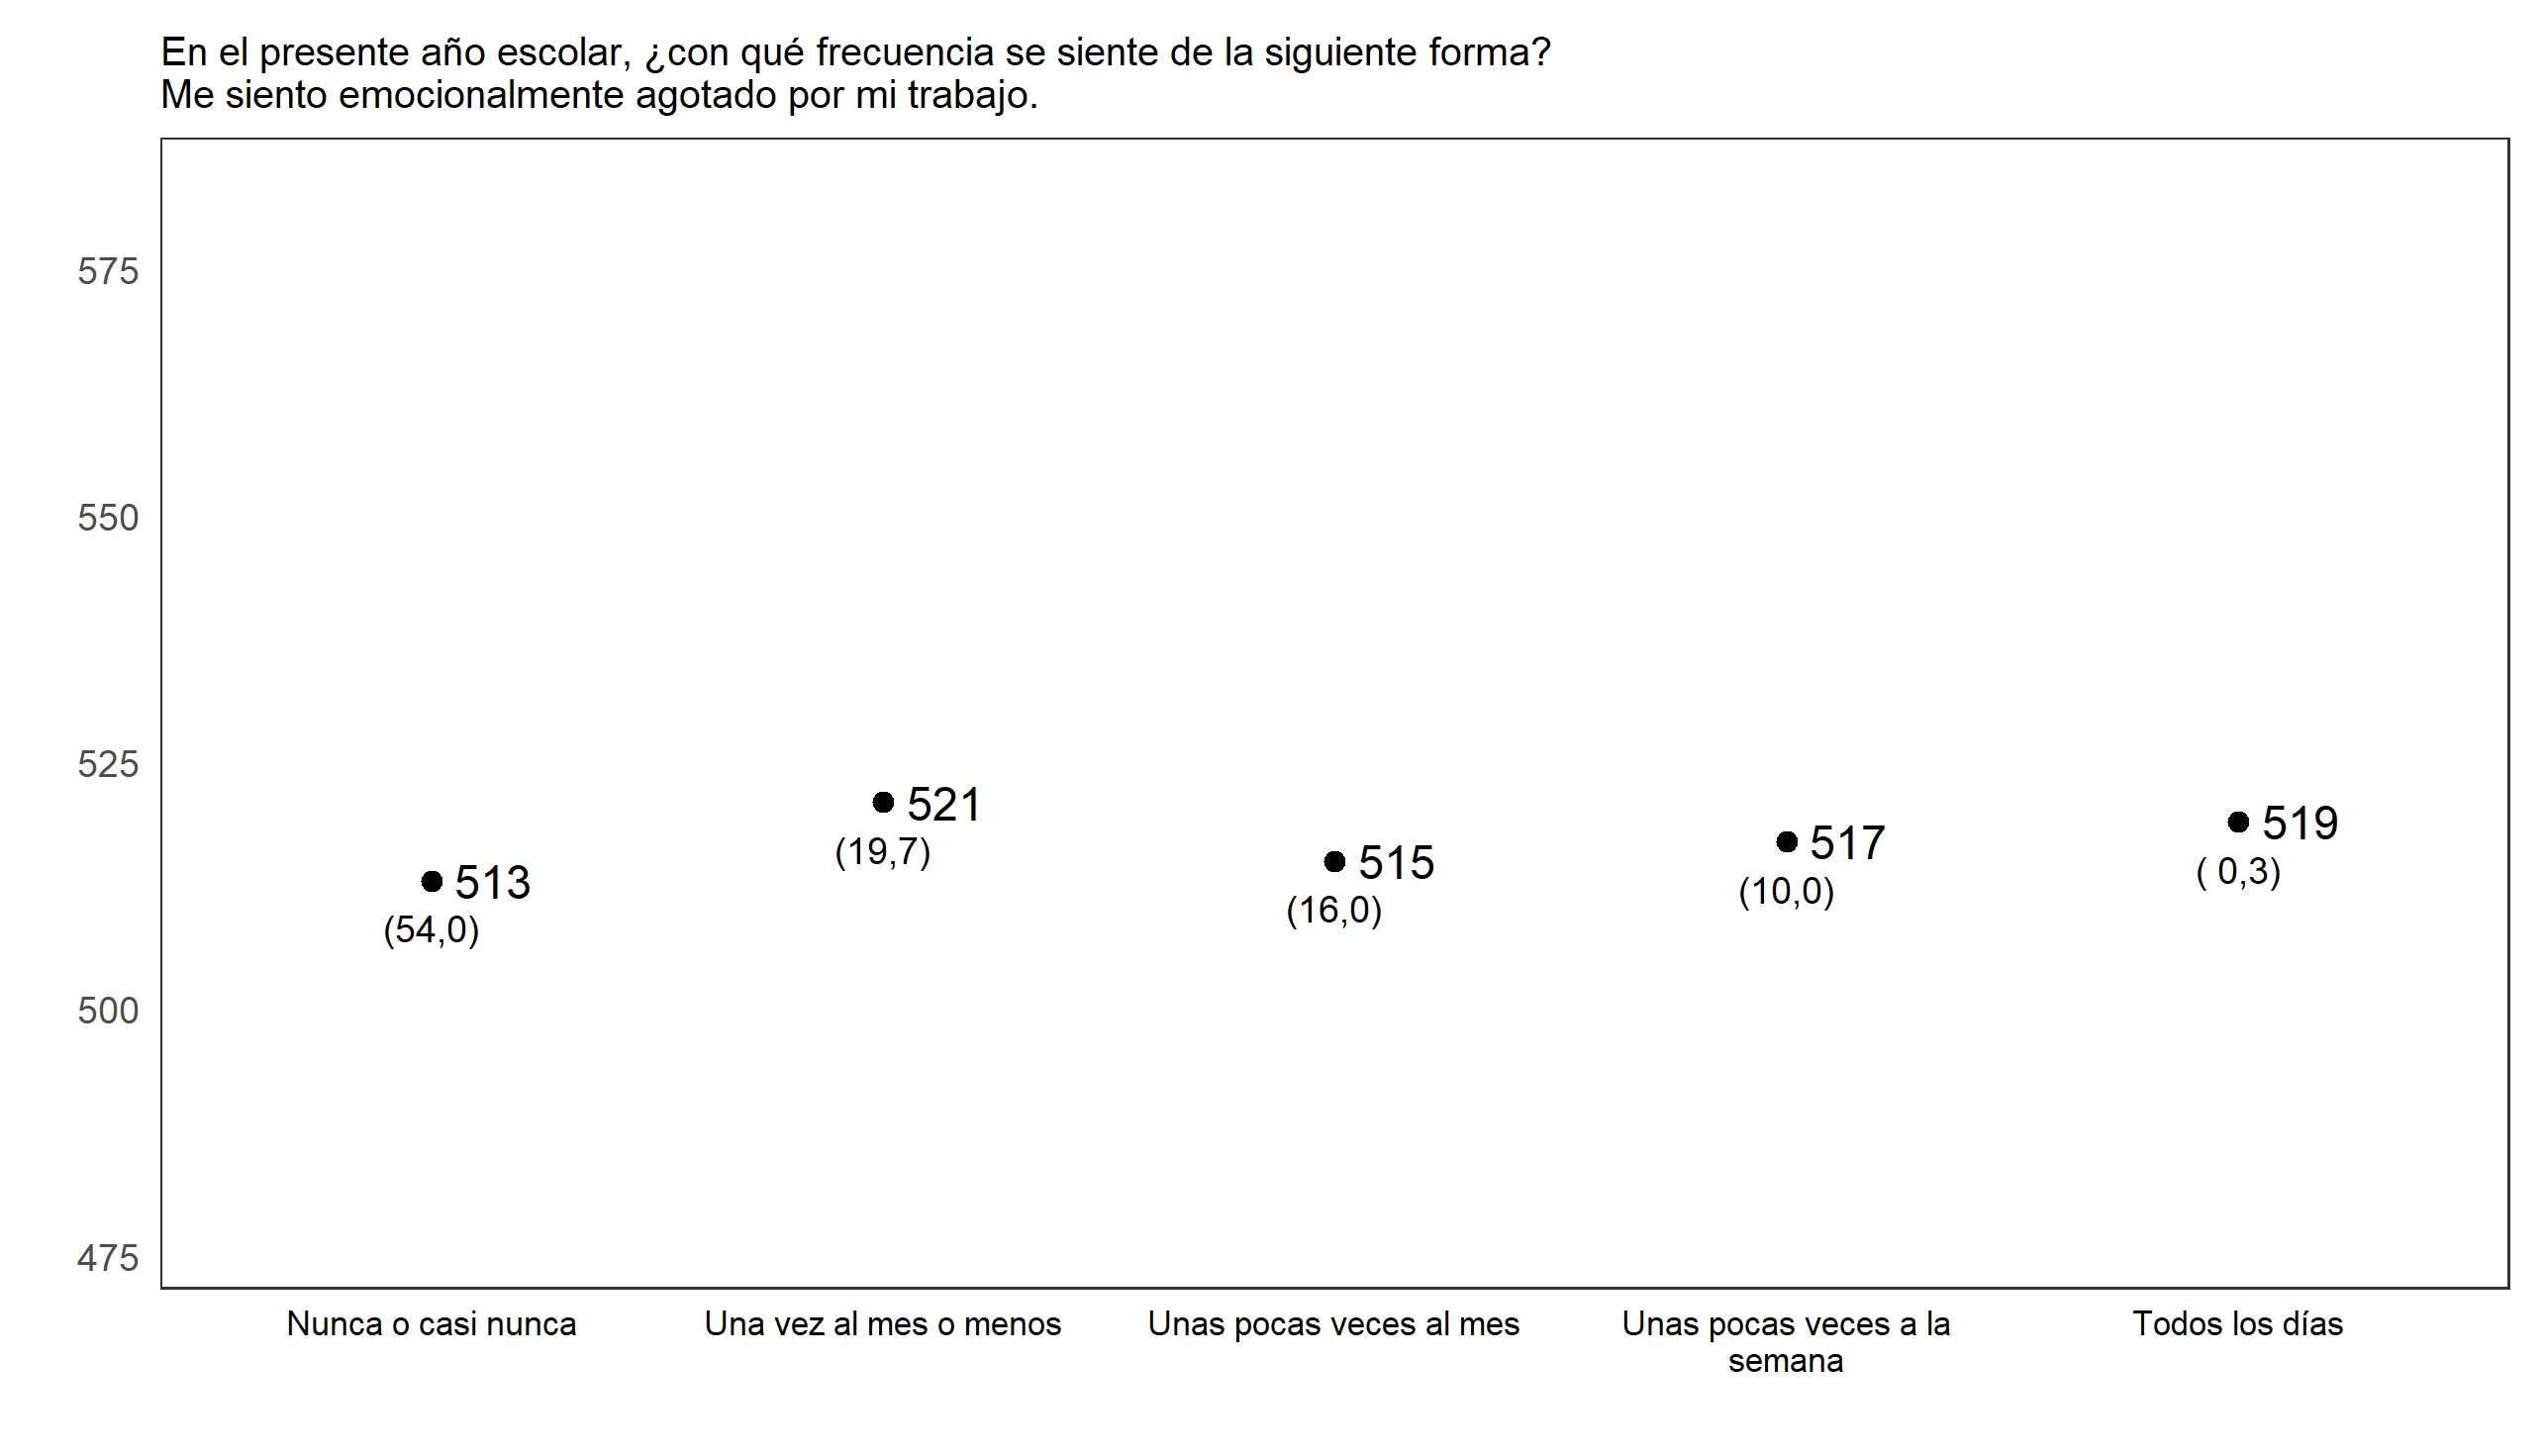 En el presente año escolar, ¿con qué frecuencia se siente de la siguiente forma?
Me siento emocionalmente agotado por mi trabajo.
575
550
525
500
475
513
(54,0)
521
(19,7)
515
(16,0)
517
(10,0)
519
( 0,3)
Nunca o casi nunca
Una vez al mes o menos
Unas pocas veces al mes
Unas pocas veces a la
semana
Todos los días